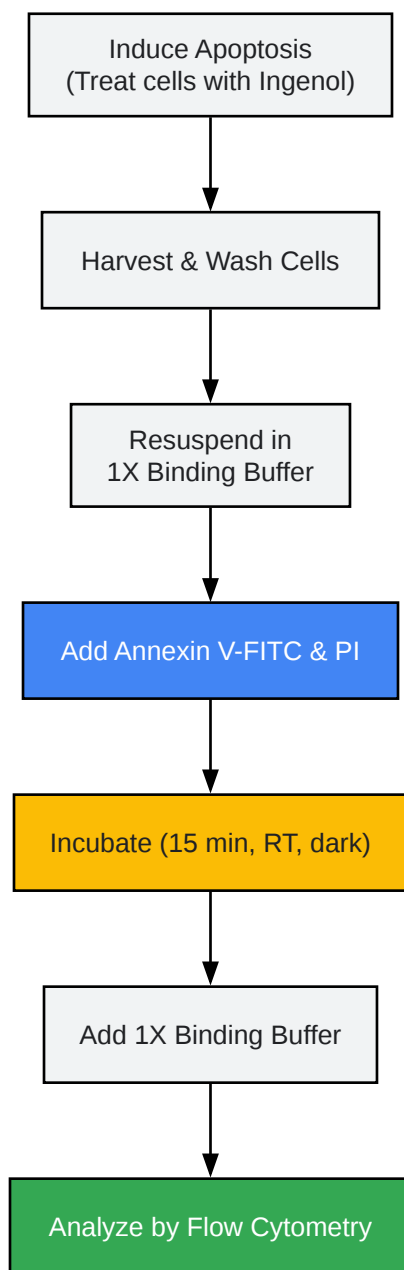 Induce Apoptosis
(Treat cells with Ingenol)
Harvest & Wash Cells
Resuspend in
1X Binding Buffer
Add Annexin V-FITC & PI
Incubate (15 min, RT, dark)
Add 1X Binding Buffer
Analyze by Flow Cytometry